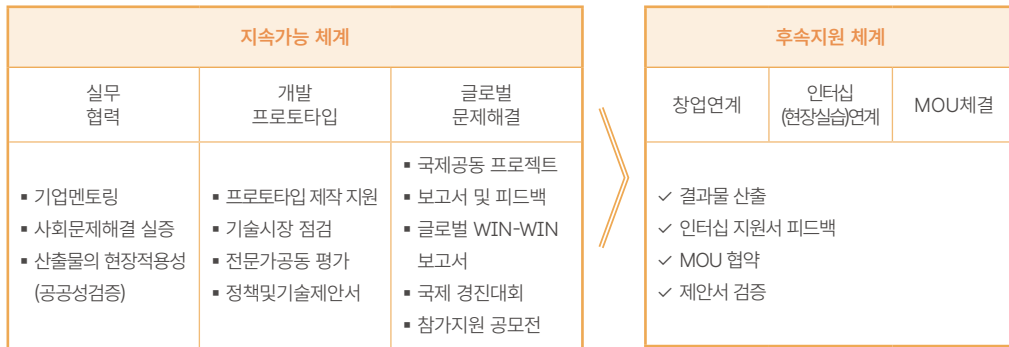 지속가능 체계
실무
협력
개발
프로토타입
글로벌
문제해결
▪ 기업멘토링
▪ 사회문제해결 실증
▪ 산출물의 현장적용성
(공공성검증)
▪ 프로토타입 제작 지원
▪ 기술시장 점검
▪ 전문가공동 평가
▪ 정책및기술제안서
▪ 국제공동 프로젝트
▪ 보고서 및 피드백
▪ 글로벌 WIN-WIN
보고서
▪ 국제 경진대회
▪ 참가지원 공모전
후속지원 체계
창업연계
인터십
(현장실습)연계
MOU체결
✓ 결과물 산출
✓ 인터십 지원서 피드백
✓ MOU 협약
✓ 제안서 검증